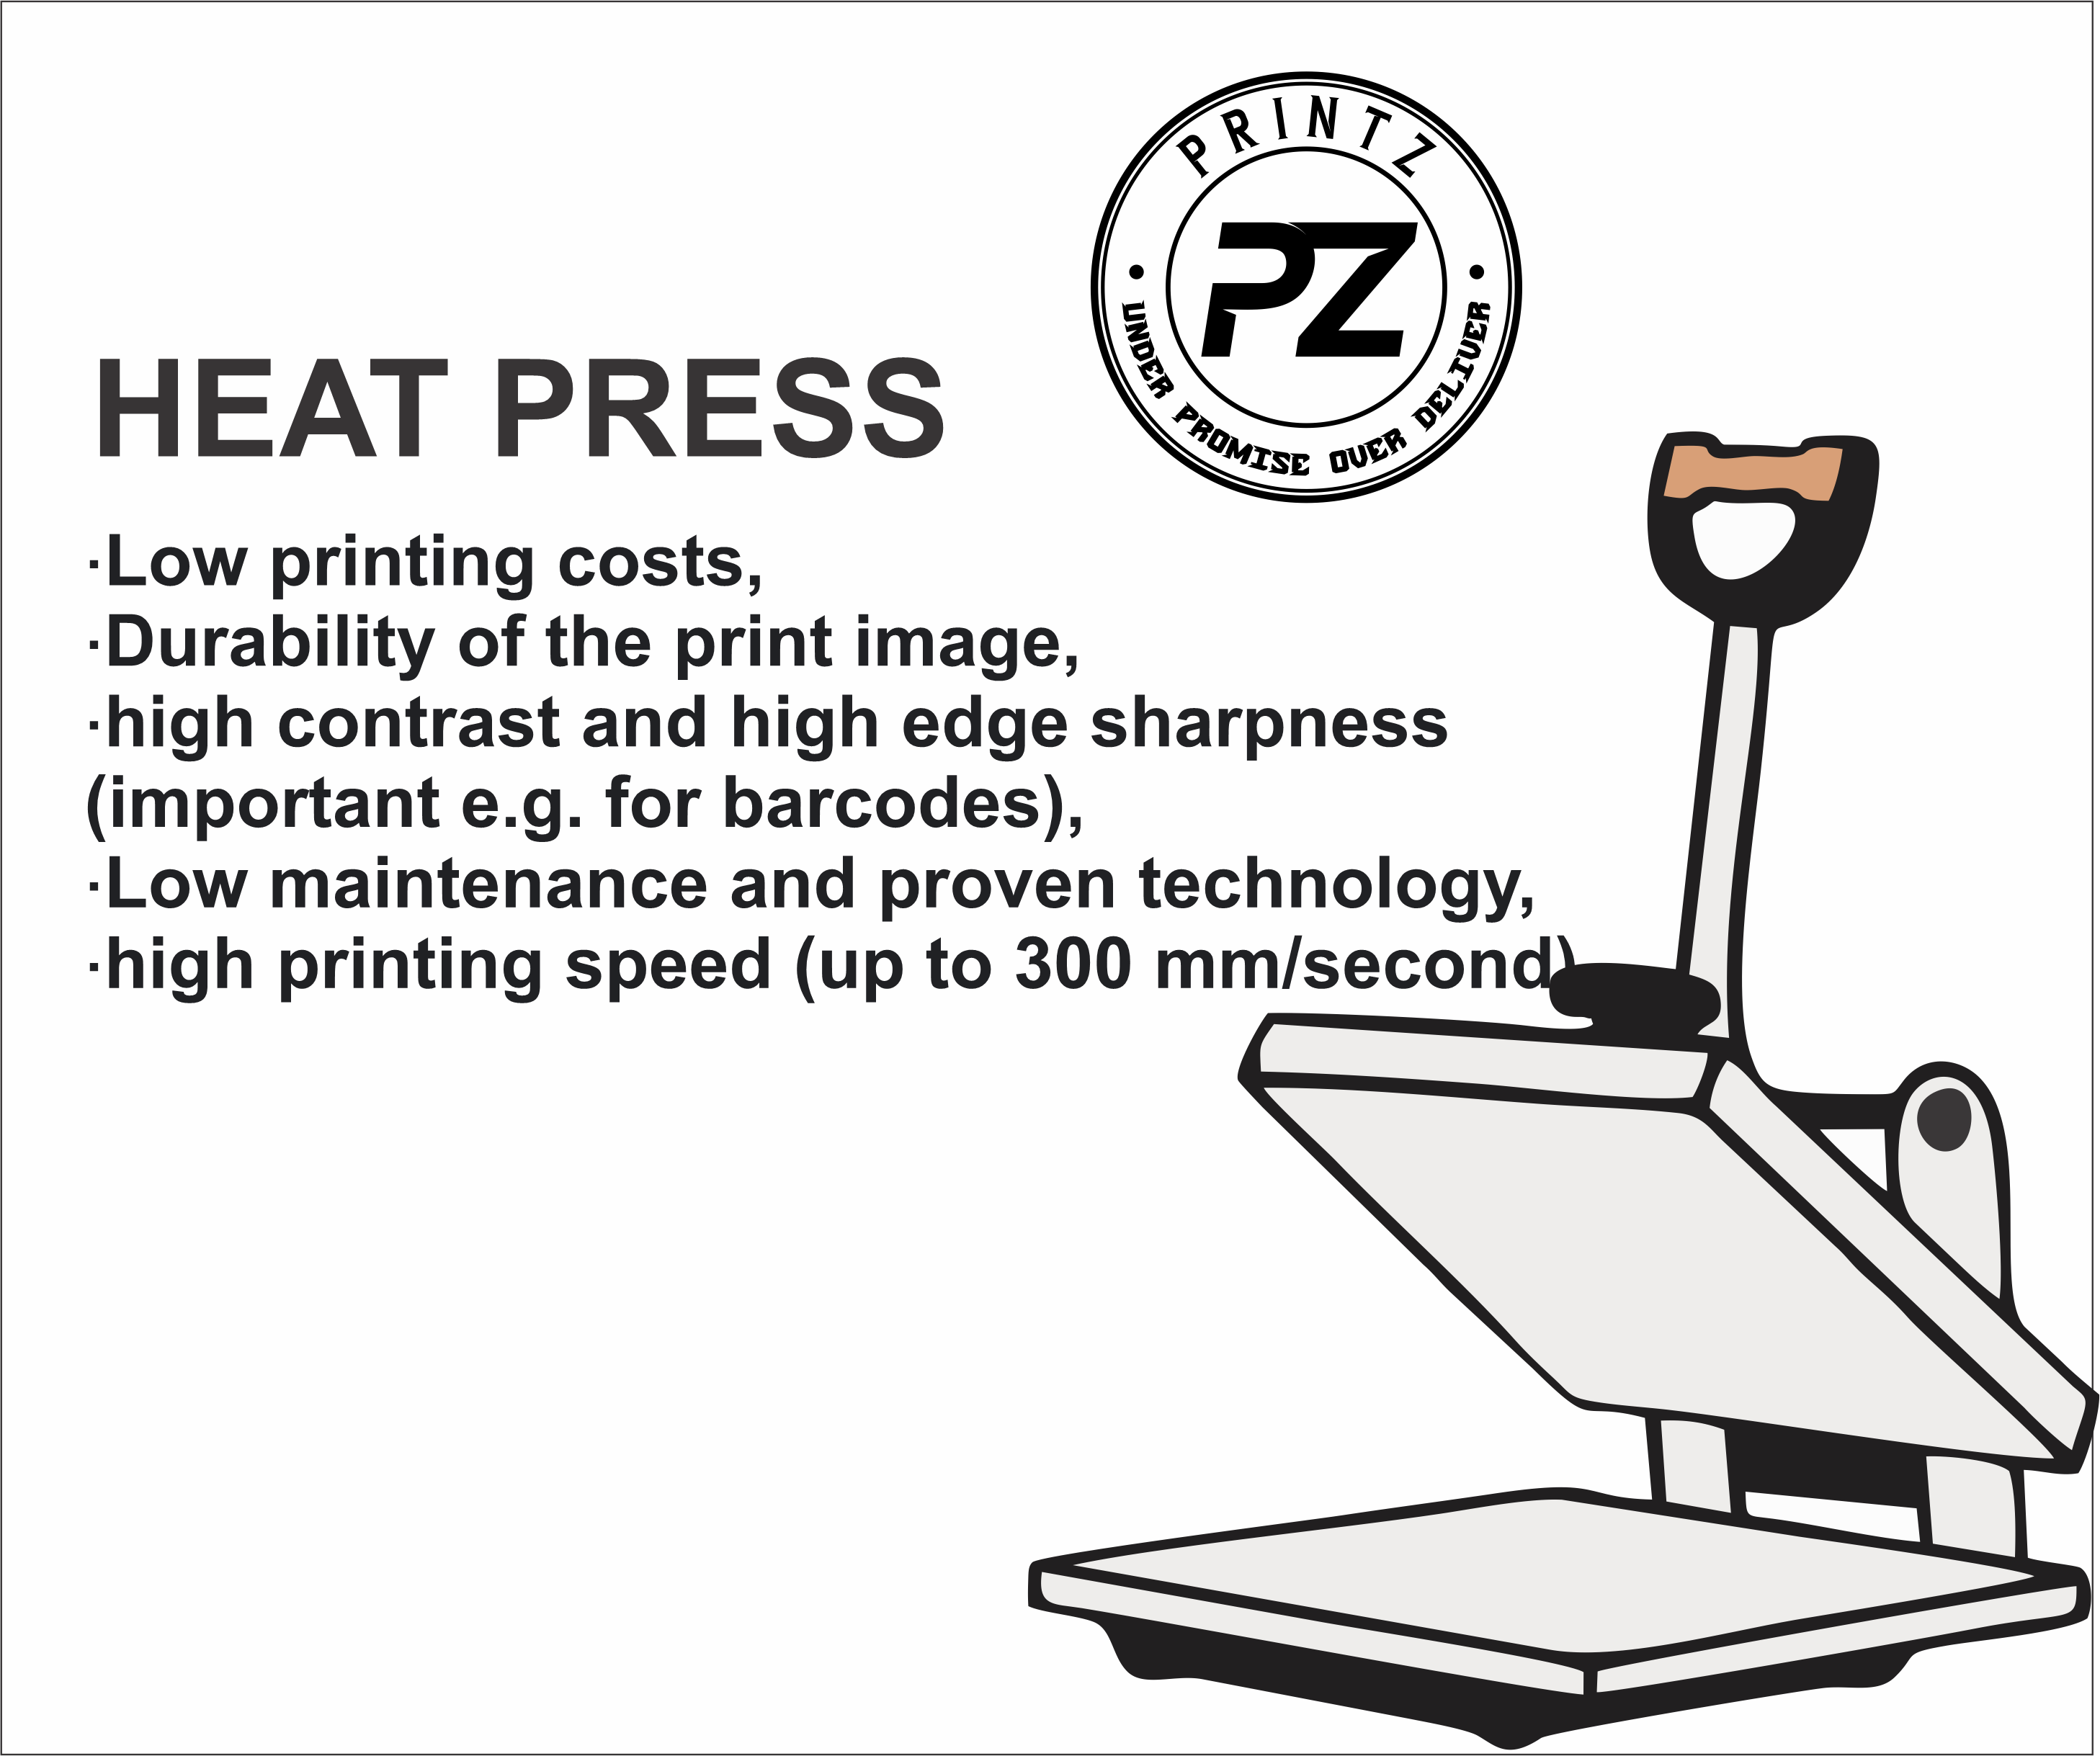 PRINTZ
PZ
UNDER PROMISE OVER DELIVER
HEAT PRESS
·Low printing costs,
·Durability of the print image,
·high contrast and high edge sharpness
(important e.g. for barcodes),
·Low maintenance and proven technology,
·high printing speed (up to 300 mm/second)